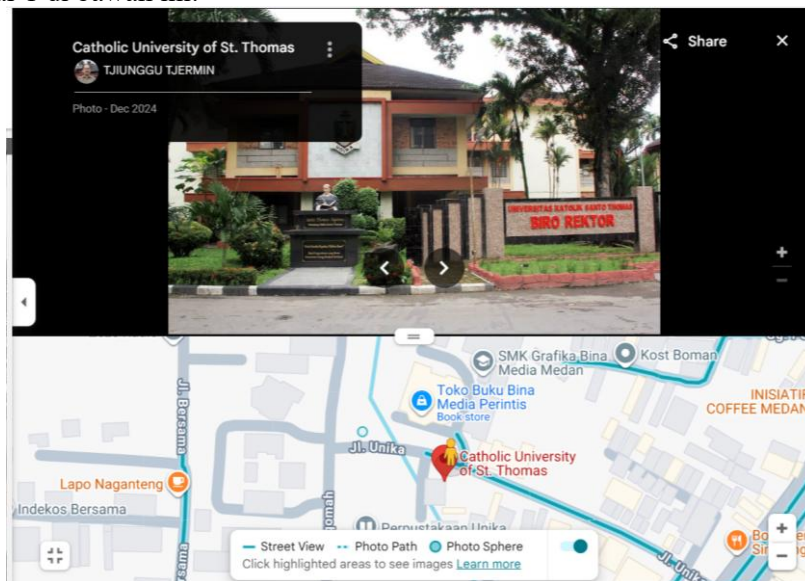 Catholic University of St. Thomas
TJIUNGGU TJERMIN
Photo - Dec 2024
Share
UNIVERSITAS KATOLIK SANTO THOMAS
BIRO REKTOR
SMK Grafika Bina
Media Medan
Kost Boman
Toko Buku Bina
Media Perintis
Book store
INISIATIF
COFFEE MEDAN
Jl. Bersama
Jl. Unika
Catholic University
of St. Thomas
Lapo Naganteng
Indekos Bersama
Perpustakaan Unika
Jl. Unika
Street View
Photo Path
Photo Sphere
Click highlighted areas to see images Learn more